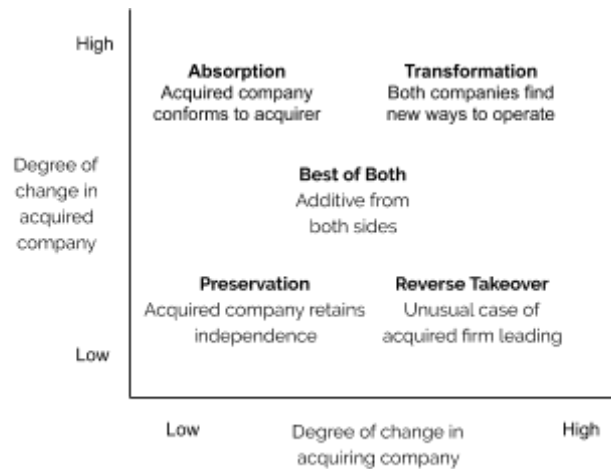 High
Absorption
Acquired company
conforms to acquirer
Transformation
Both companies find
new ways to operate
Degree of
change in
acquired
company
Best of Both
Additive from
both sides
Preservation
Acquired company retains
independence
Reverse Takeover
Unusual case of
acquired firm leading
Low
Low
Degree of change in
acquiring company
High